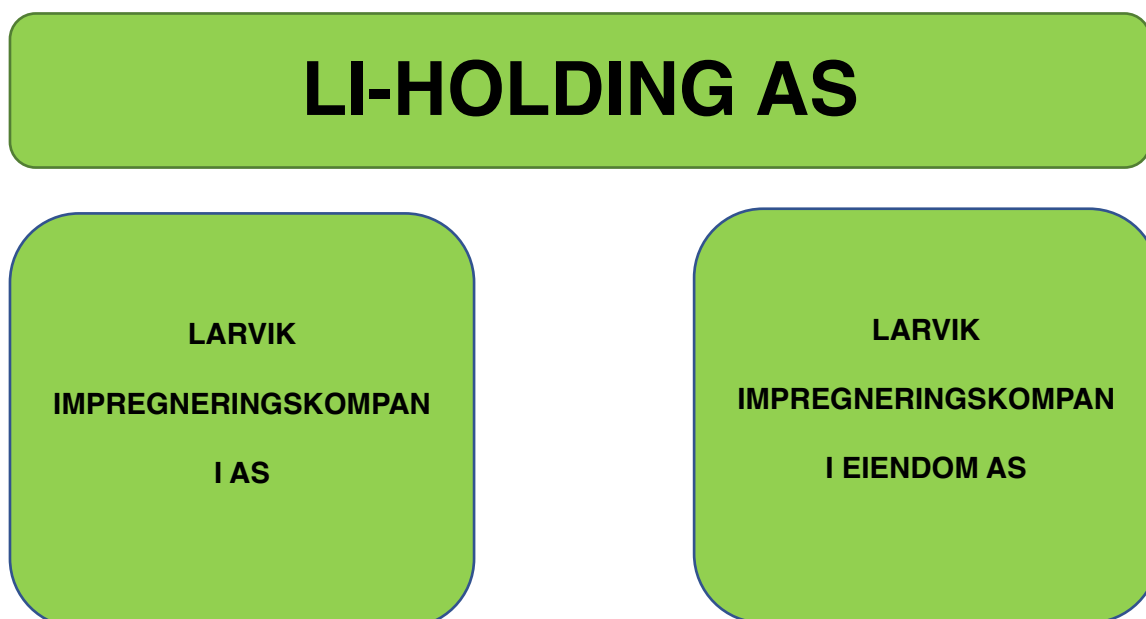 LI-HOLDING AS
LARVIK
IMPREGNERINGSKOMPAN
I AS
LARVIK
IMPREGNERINGSKOMPAN
I EIENDOM AS